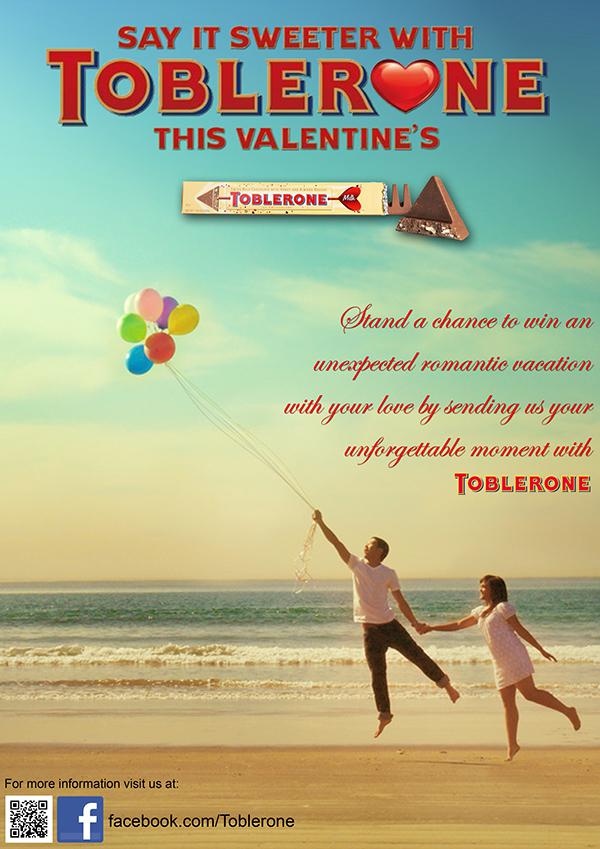 SAY IT SWEETER WITH
TOBLERONE
THIS VALENTINE'S
TOBLERONE
Milk
Stand a chance to win an
unexpected romantic vacation
with your love by sending us your
unforgettable moment with
TOBLERONE
For more information visit us at:
f
facebook.com/Toblerone